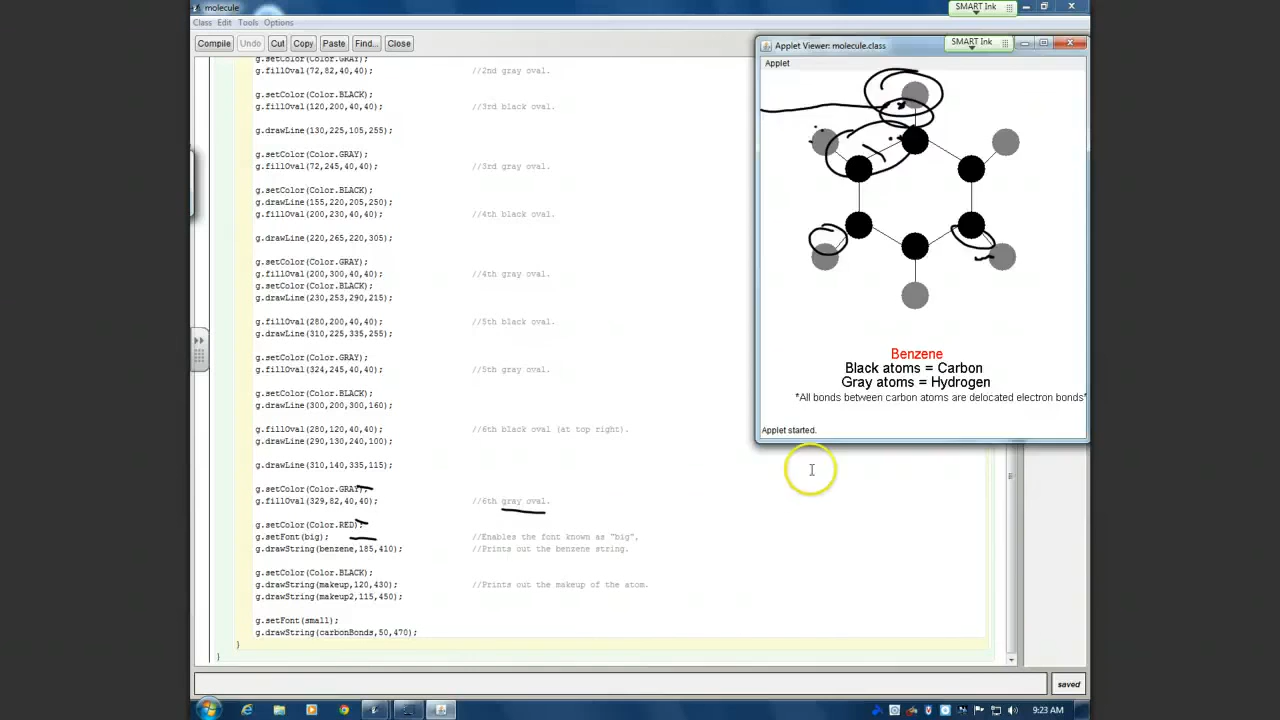 molecule
SMART Ink
Class Edit Tools Options
Compile Undo Cut Copy Paste Find... Close
g.setColor(Color.GRAY);
g.fillOval(72,82,40,40); //2nd gray oval.
g.setColor(Color.BLACK);
g.fillOval(120,200,40,40); //3rd black oval.
g.drawLine(130,225,105,255);
g.setColor(Color.GRAY);
g.fillOval(72,245,40,40); //3rd gray oval.
g.setColor(Color.BLACK);
g.drawLine(155,220,205,250);
g.fillOval(200,230,40,40); //4th black oval.
g.drawLine(220,265,220,305);
g.setColor(Color.GRAY);
g.fillOval(200,300,40,40); //4th gray oval.
g.setColor(Color.BLACK);
g.drawLine(230,253,290,215);
g.fillOval(280,200,40,40); //5th black oval.
g.drawLine(310,225,335,255);
g.setColor(Color.GRAY);
g.fillOval(324,245,40,40); //5th gray oval.
g.setColor(Color.BLACK);
g.drawLine(300,200,300,160);
g.fillOval(280,120,40,40); //6th black oval (at top right).
g.drawLine(290,130,240,100);
g.drawLine(310,140,335,115);
g.setColor(Color.GRAY);
g.fillOval(329,82,40,40); //6th gray oval.
g.setColor(Color.RED);
g.setFont(big); //Enables the font known as "big",
g.drawString(benzene,185,410); //Prints out the benzene string.
g.setColor(Color.BLACK);
g.drawString(makeup,120,430); //Prints out the makeup of the atom.
g.drawString(makeup2,115,450);
g.setFont(small);
g.drawString(carbonBonds,50,470);
}
}
saved
Applet Viewer: molecule.class
SMART Ink
Applet
Benzene
Black atoms = Carbon
Gray atoms = Hydrogen
*All bonds between carbon atoms are delocated electron bonds*
Applet started.
9:23 AM